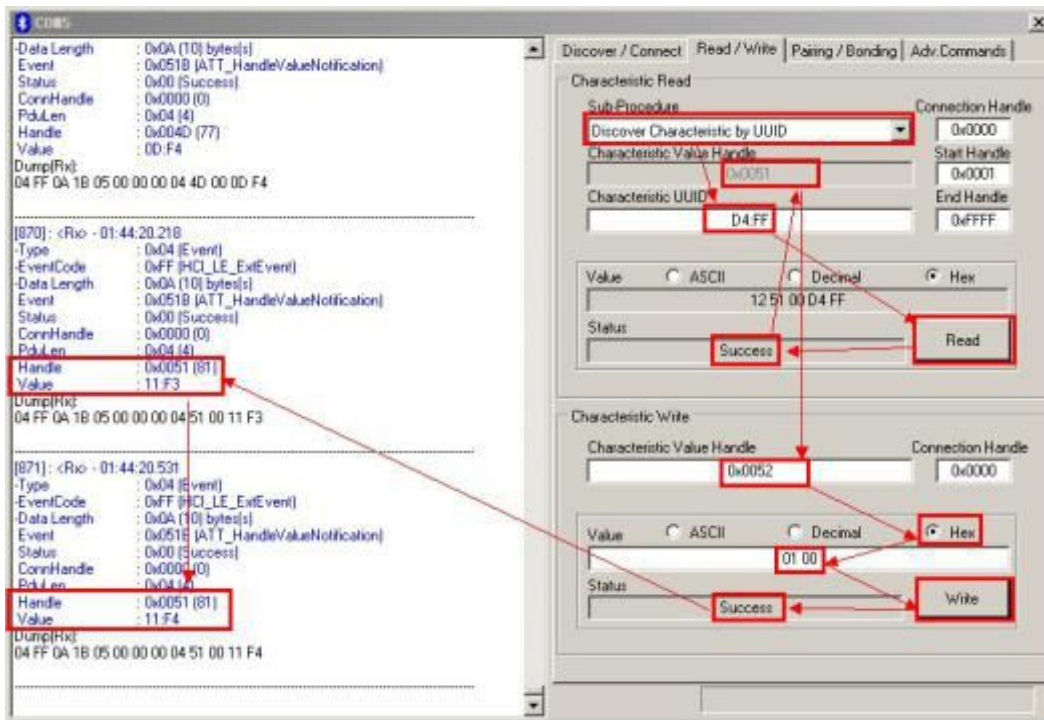 COM5
-Data Length : 0x0A (10) bytes(s)
Event : 0x051B (ATT_HandleValueNotification)
Status : 0x00 (Success)
ConnHandle : 0x0000 (0)
PduLen : 0x04 (4)
Handle : 0x004D (77)
Value : 0D:F4
Dump(Rx):
04 FF 0A 1B 05 00 00 00 04 4D 00 0D F4
[870] : <Rx> - 01:44:20.218
-Type : 0x04 (Event)
-EventCode : 0xFF (HCI_LE_ExtEvent)
-Data Length : 0x0A (10) bytes(s)
Event : 0x051B (ATT_HandleValueNotification)
Status : 0x00 (Success)
ConnHandle : 0x0000 (0)
PduLen : 0x04 (4)
Handle : 0x0051 (81)
Value : 11:F3
Dump(Rx):
04 FF 0A 1B 05 00 00 00 04 51 00 11 F3
[871] : <Rx> - 01:44:20.531
-Type : 0x04 (Event)
-EventCode : 0xFF (HCI_LE_ExtEvent)
-Data Length : 0x0A (10) bytes(s)
Event : 0x051B (ATT_HandleValueNotification)
Status : 0x00 (Success)
ConnHandle : 0x0000 (0)
PduLen : 0x04 (4)
Handle : 0x0051 (81)
Value : 11:F4
Dump(Rx):
04 FF 0A 1B 05 00 00 00 04 51 00 11 F4
Discover / Connect Read / Write Pairing / Bonding Adv.Commands
Characteristic Read
Sub-Procedure Connection Handle
Discover Characteristic by UUID 0x0000
Characteristic Value Handle Start Handle
0x0051 0x0001
Characteristic UUID End Handle
D4:FF 0xFFFF
Value ASCII Decimal Hex
12 51 00 D4 FF
Status
Success Read
Characteristic Write
Characteristic Value Handle Connection Handle
0x0052 0x0000
Value ASCII Decimal Hex
01 00
Status
Success Write